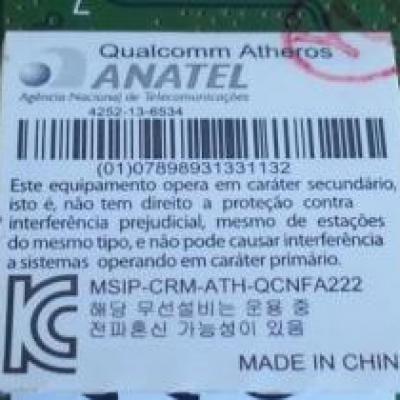 Qualcomm Atheros
ANATEL
Agência Nacional de Telecomunicações
4252-13-6534
(01)07898931331132
Este equipamento opera em caráter secundário,
isto é, não tem direito a proteção contra
interferência prejudicial, mesmo de estações
do mesmo tipo, e não pode causar interferência
a sistemas operando em caráter primário.
MSIP-CRM-ATH-QCNFA222
해당 무선설비는 운용 중
전파혼신 가능성이 있음
MADE IN CHIN